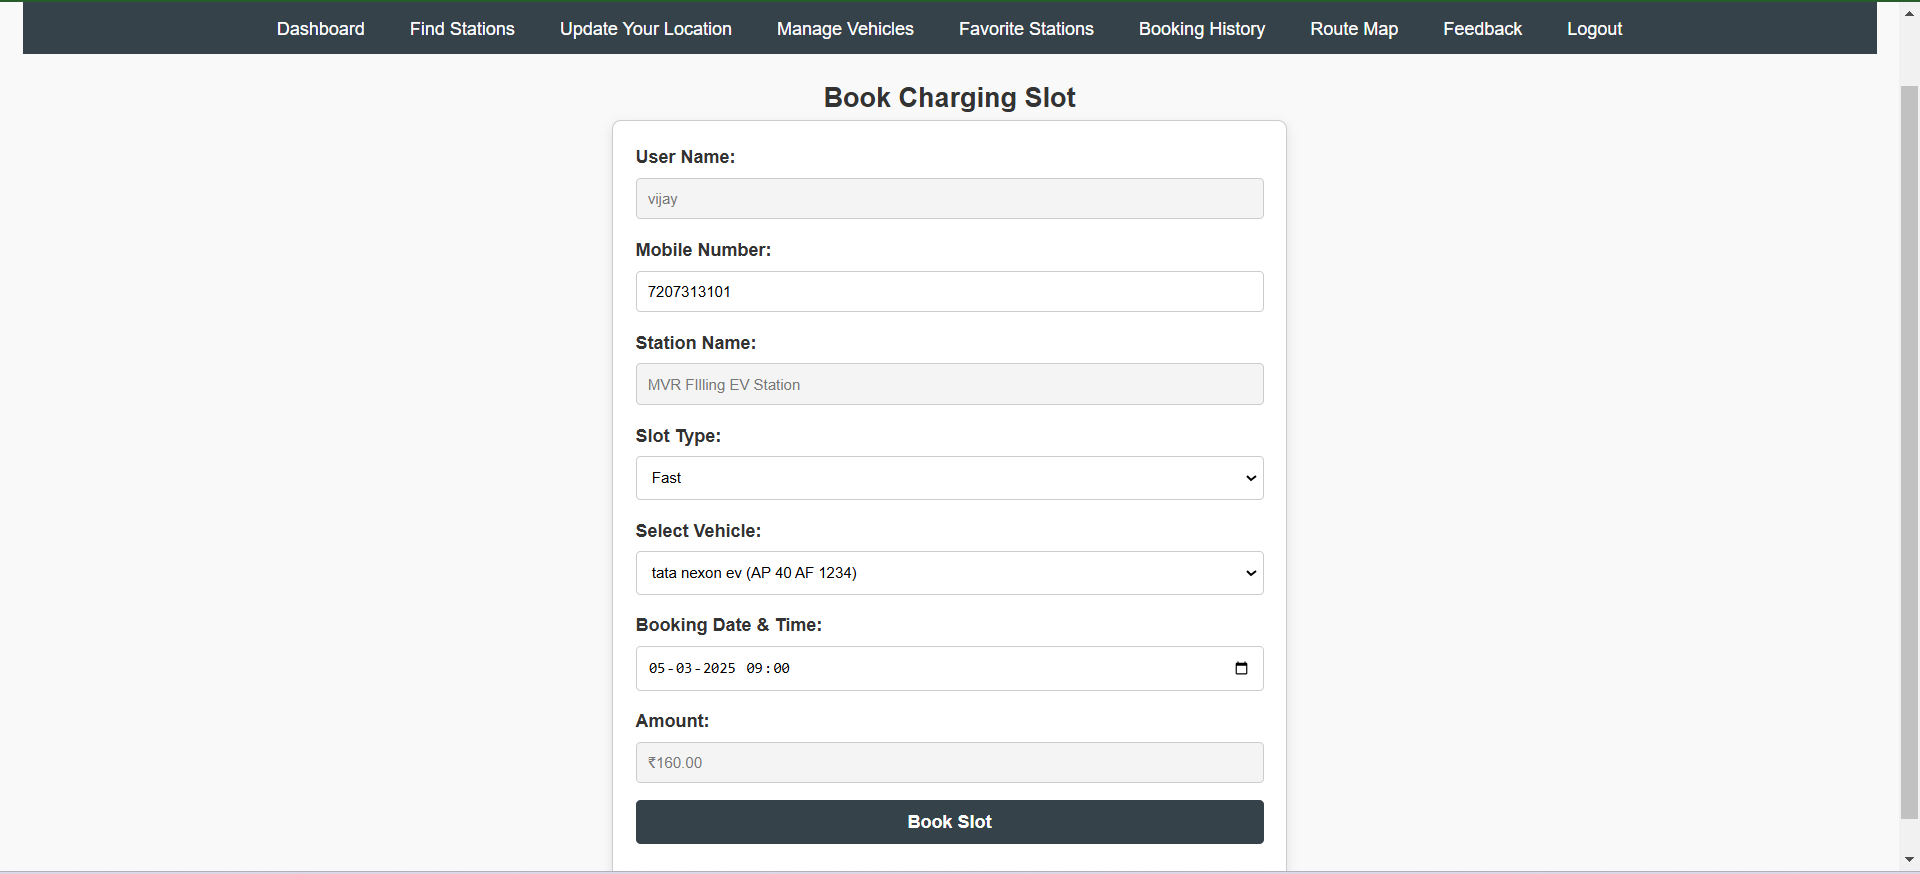 Dashboard Find Stations Update Your Location Manage Vehicles Favorite Stations Booking History Route Map Feedback Logout
Book Charging Slot
User Name:
vijay
Mobile Number:
7207313101
Station Name:
MVR FIlling EV Station
Slot Type:
Fast
Select Vehicle:
tata nexon ev (AP 40 AF 1234)
Booking Date & Time:
05-03-2025 09:00
Amount:
₹160.00
Book Slot